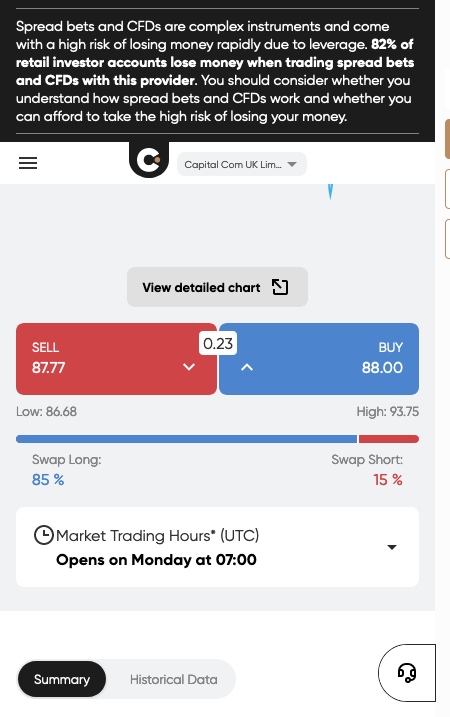 Spread bets and CFDs are complex instruments and come
with a high risk of losing money rapidly due to leverage. 82% of
retail investor accounts lose money when trading spread bets
and CFDs with this provider. You should consider whether you
understand how spread bets and CFDs work and whether you
can afford to take the high risk of losing your money.
Capital Com UK Lim...
View detailed chart
SELL
87.77
0.23
BUY
88.00
Low: 86.68
High: 93.75
Swap Long:
85 %
Swap Short:
15 %
Market Trading Hours* (UTC)
Opens on Monday at 07:00
Summary
Historical Data